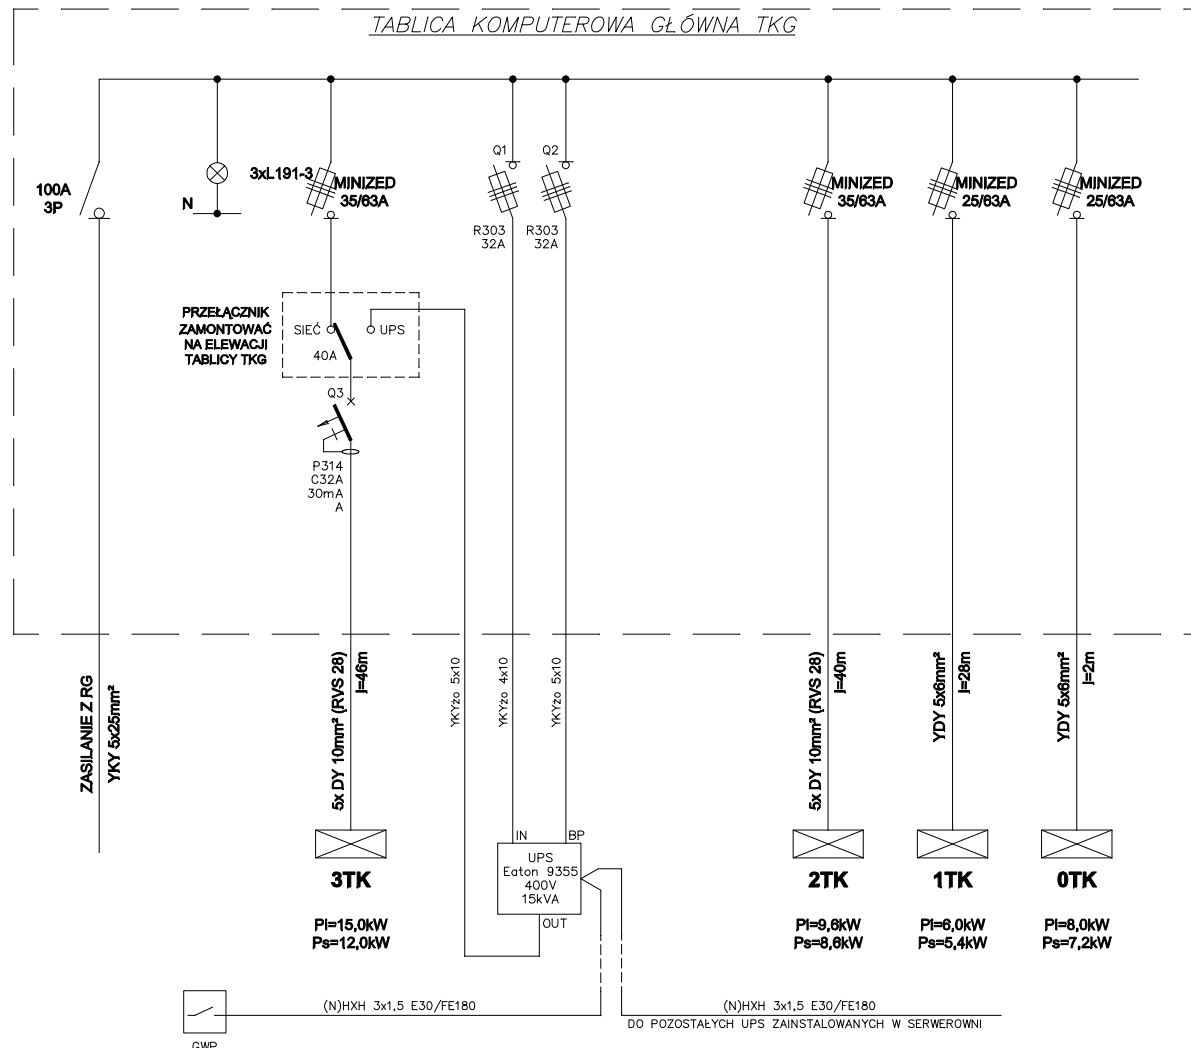 TABLICA KOMPUTEROWA GŁÓWNA TKG
100A
3P
N
3xL191-3
MINIZED
35/63A
Q1
Q2
R303
32A
R303
32A
MINIZED
35/63A
MINIZED
25/63A
MINIZED
25/63A
PRZEŁĄCZNIK
ZAMONTOWAĆ
NA ELEWACJI
TABLICY TKG
SIEĆ
UPS
40A
Q3
P314
C32A
30mA
A
ZASILANIE Z RG
YKY 5x25mm²
5x DY 10mm² (RVS 28)
l=46m
YKYżo 5x10
YKYżo 4x10
YKYżo 5x10
5x DY 10mm² (RVS 28)
l=40m
YDY 5x6mm²
l=28m
YDY 5x6mm²
l=2m
IN
BP
UPS
Eaton 9355
400V
15kVA
OUT
3TK
Pi=15,0kW
Ps=12,0kW
2TK
Pi=9,6kW
Ps=8,6kW
1TK
Pi=6,0kW
Ps=5,4kW
0TK
Pi=8,0kW
Ps=7,2kW
(N)HXH 3x1,5 E30/FE180
(N)HXH 3x1,5 E30/FE180
DO POZOSTAŁYCH UPS ZAINSTALOWANYCH W SERWEROWNI
GWP